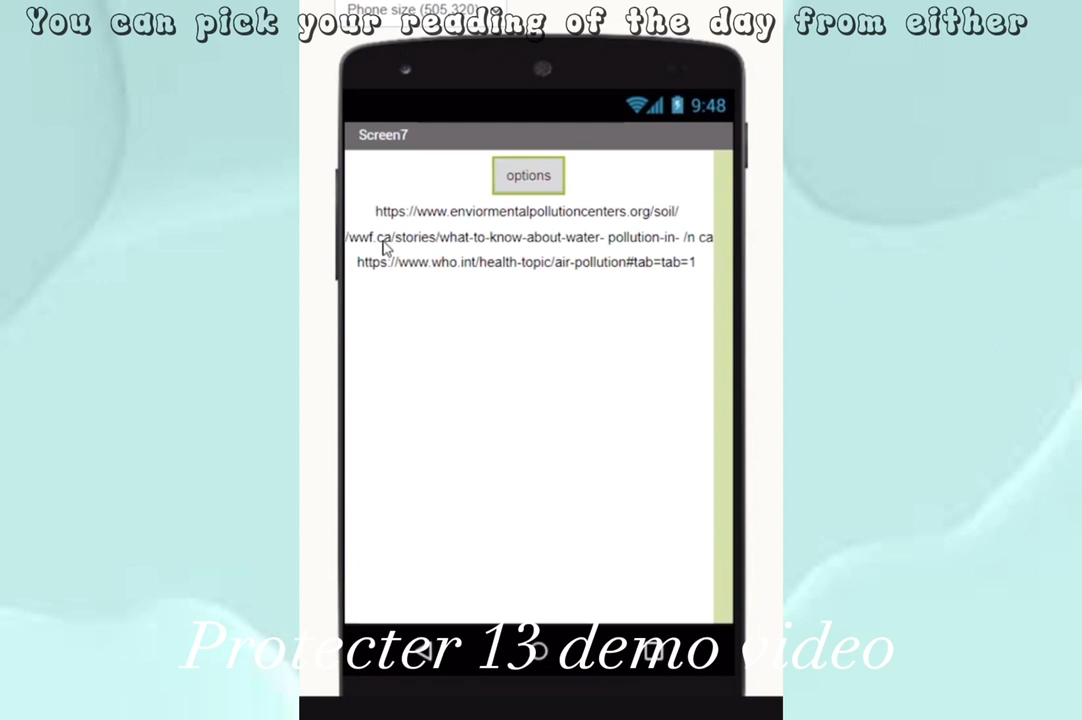 Phone size (505,320)
You can pick your reading of the day from either
9:48
Screen7
options
https://www.enviormentalpollutioncenters.org/soil/
/wwf.ca/stories/what-to-know-about-water- pollution-in- /n ca
https://www.who.int/health-topic/air-pollution#tab=tab=1
Protecter 13 demo video